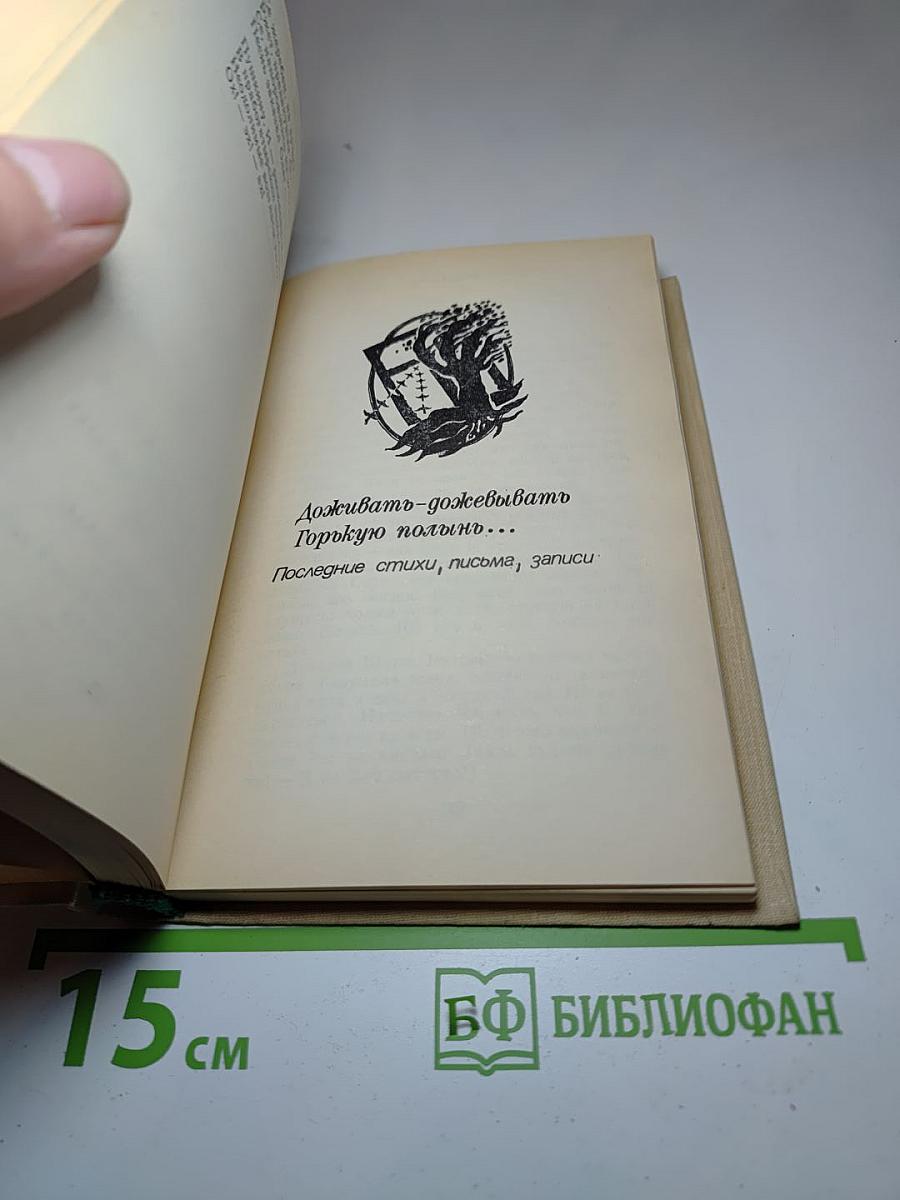 Доживать-дожевывать
Горькую полынь...
Последние стихи, письма, записи
15 см
БФ БИБЛИОФАН